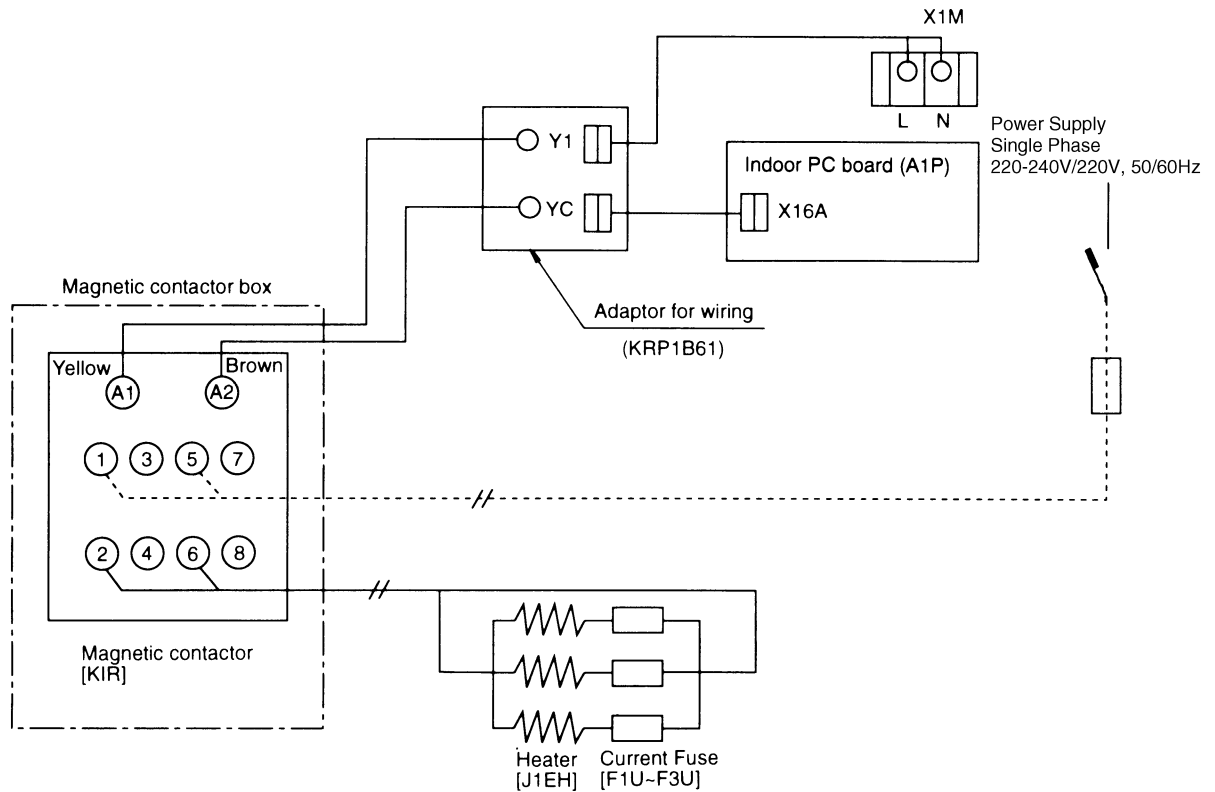 X1M
L N
Power Supply
Single Phase
220-240V/220V, 50/60Hz
Y1
YC
Indoor PC board (A1P)
X16A
Adaptor for wiring
(KRP1B61)
Magnetic contactor box
Yellow
Brown
A1 A2
1 3 5 7
2 4 6 8
Magnetic contactor
[KIR]
Heater
[J1EH]
Current Fuse
[F1U~F3U]